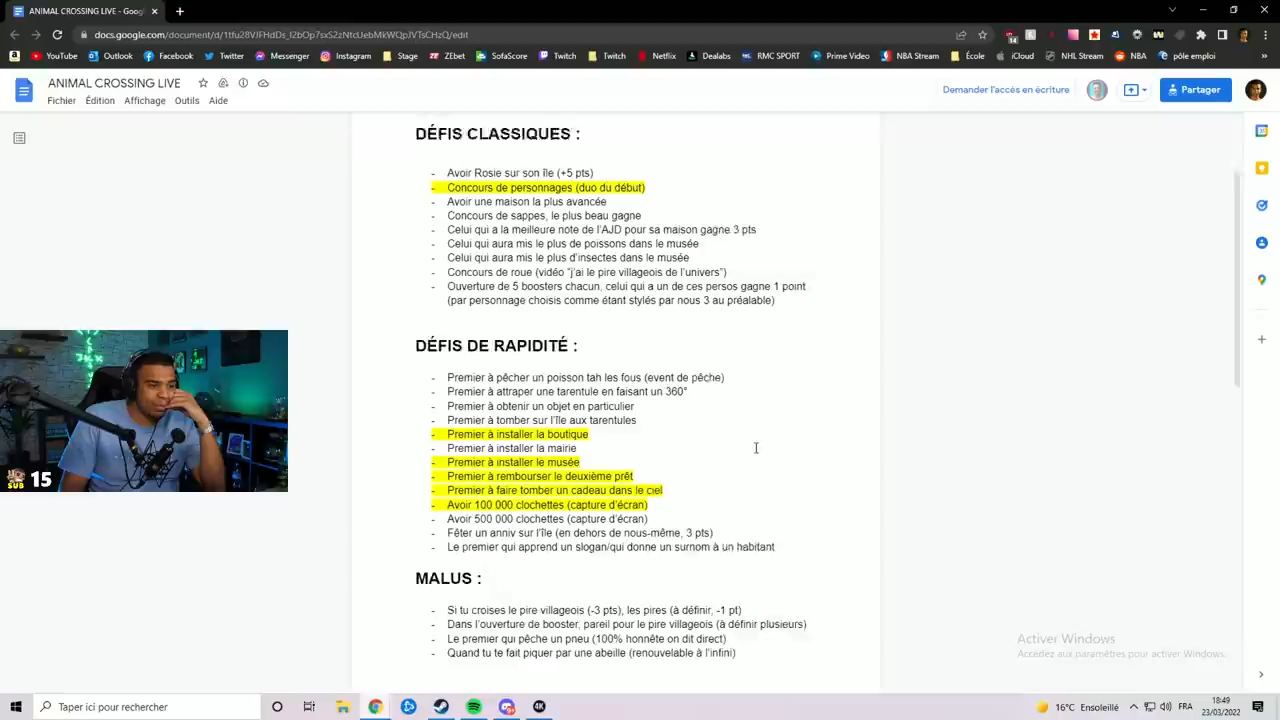 ANIMAL CROSSING LIVE - Googl
docs.google.com/document/d/
YouTube Outlook Facebook Twitter Messenger Instagram Stage ZEbet SofaScore Twitch Twitch Netflix Dealabs RMC SPORT Prime Video NBA Stream École iCloud NHL Stream NBA pôle emploi
ANIMAL CROSSING LIVE
Demander l'accès en écriture
Partager
Fichier Édition Affichage Outils Aide
DÉFIS CLASSIQUES :
- Avoir Rosie sur son île (+5 pts)
- Concours de personnages (duo du début)
- Avoir une maison la plus avancée
- Concours de sappes, le plus beau gagne
- Celui qui a la meilleure note de l'AJD pour sa maison gagne 3 pts
- Celui qui aura mis le plus de poissons dans le musée
- Celui qui aura mis le plus d'insectes dans le musée
- Concours de roue (vidéo "j'ai le pire villageois de l'univers")
- Ouverture de 5 boosters chacun, celui qui a un de ces persos gagne 1 point
(par personnage choisis comme étant stylés par nous 3 au préalable)
DÉFIS DE RAPIDITÉ :
- Premier à pêcher un poisson tah les fous (event de pêche)
- Premier à attraper une tarentule en faisant un 360°
- Premier à obtenir un objet en particulier
- Premier à tomber sur l'île aux tarentules
- Premier à installer la boutique
- Premier à installer la mairie
- Premier à installer le musée
- Premier à rembourser le deuxième prêt
- Premier à faire tomber un cadeau dans le ciel
- Avoir 100 000 clochettes (capture d'écran)
- Avoir 500 000 clochettes (capture d'écran)
- Fêter un anniv sur l'île (en dehors de nous-même, 3 pts)
- Le premier qui apprend un slogan/qui donne un surnom à un habitant
SUB 15
MALUS :
- Si tu croises le pire villageois (-3 pts), les pires (à définir, -1 pt)
- Dans l'ouverture de booster, pareil pour le pire villageois (à définir plusieurs)
- Le premier qui pêche un pneu (100% honnête on dit direct)
- Quand tu te fait piquer par une abeille (renouvelable à l'infini)
Activer Windows
Accédez aux paramètres pour activer Windows.
Taper ici pour rechercher
4K
16°C Ensoleillé
FRA
18:49
23/03/2022